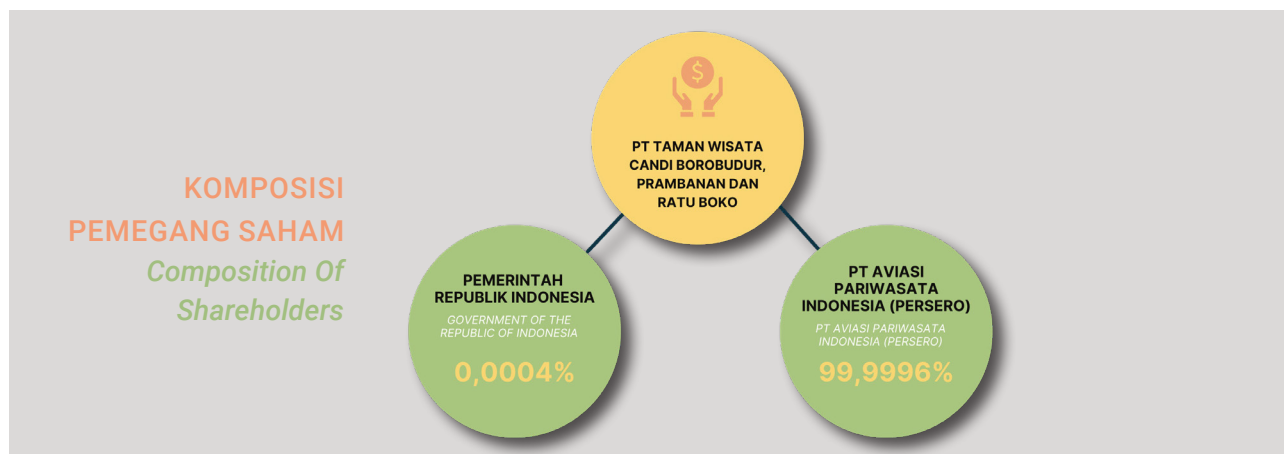 KOMPOSISI
PEMEGANG SAHAM
Composition Of
Shareholders
$
PT TAMAN WISATA
CANDI BOROBUDUR,
PRAMBANAN DAN
RATU BOKO
PEMERINTAH
REPUBLIK INDONESIA
GOVERNMENT OF THE
REPUBLIC OF INDONESIA
0,0004%
PT AVIASI
PARIWASATA
INDONESIA (PERSERO)
PT AVIASI PARIWASATA
INDONESIA (PERSERO)
99,9996%